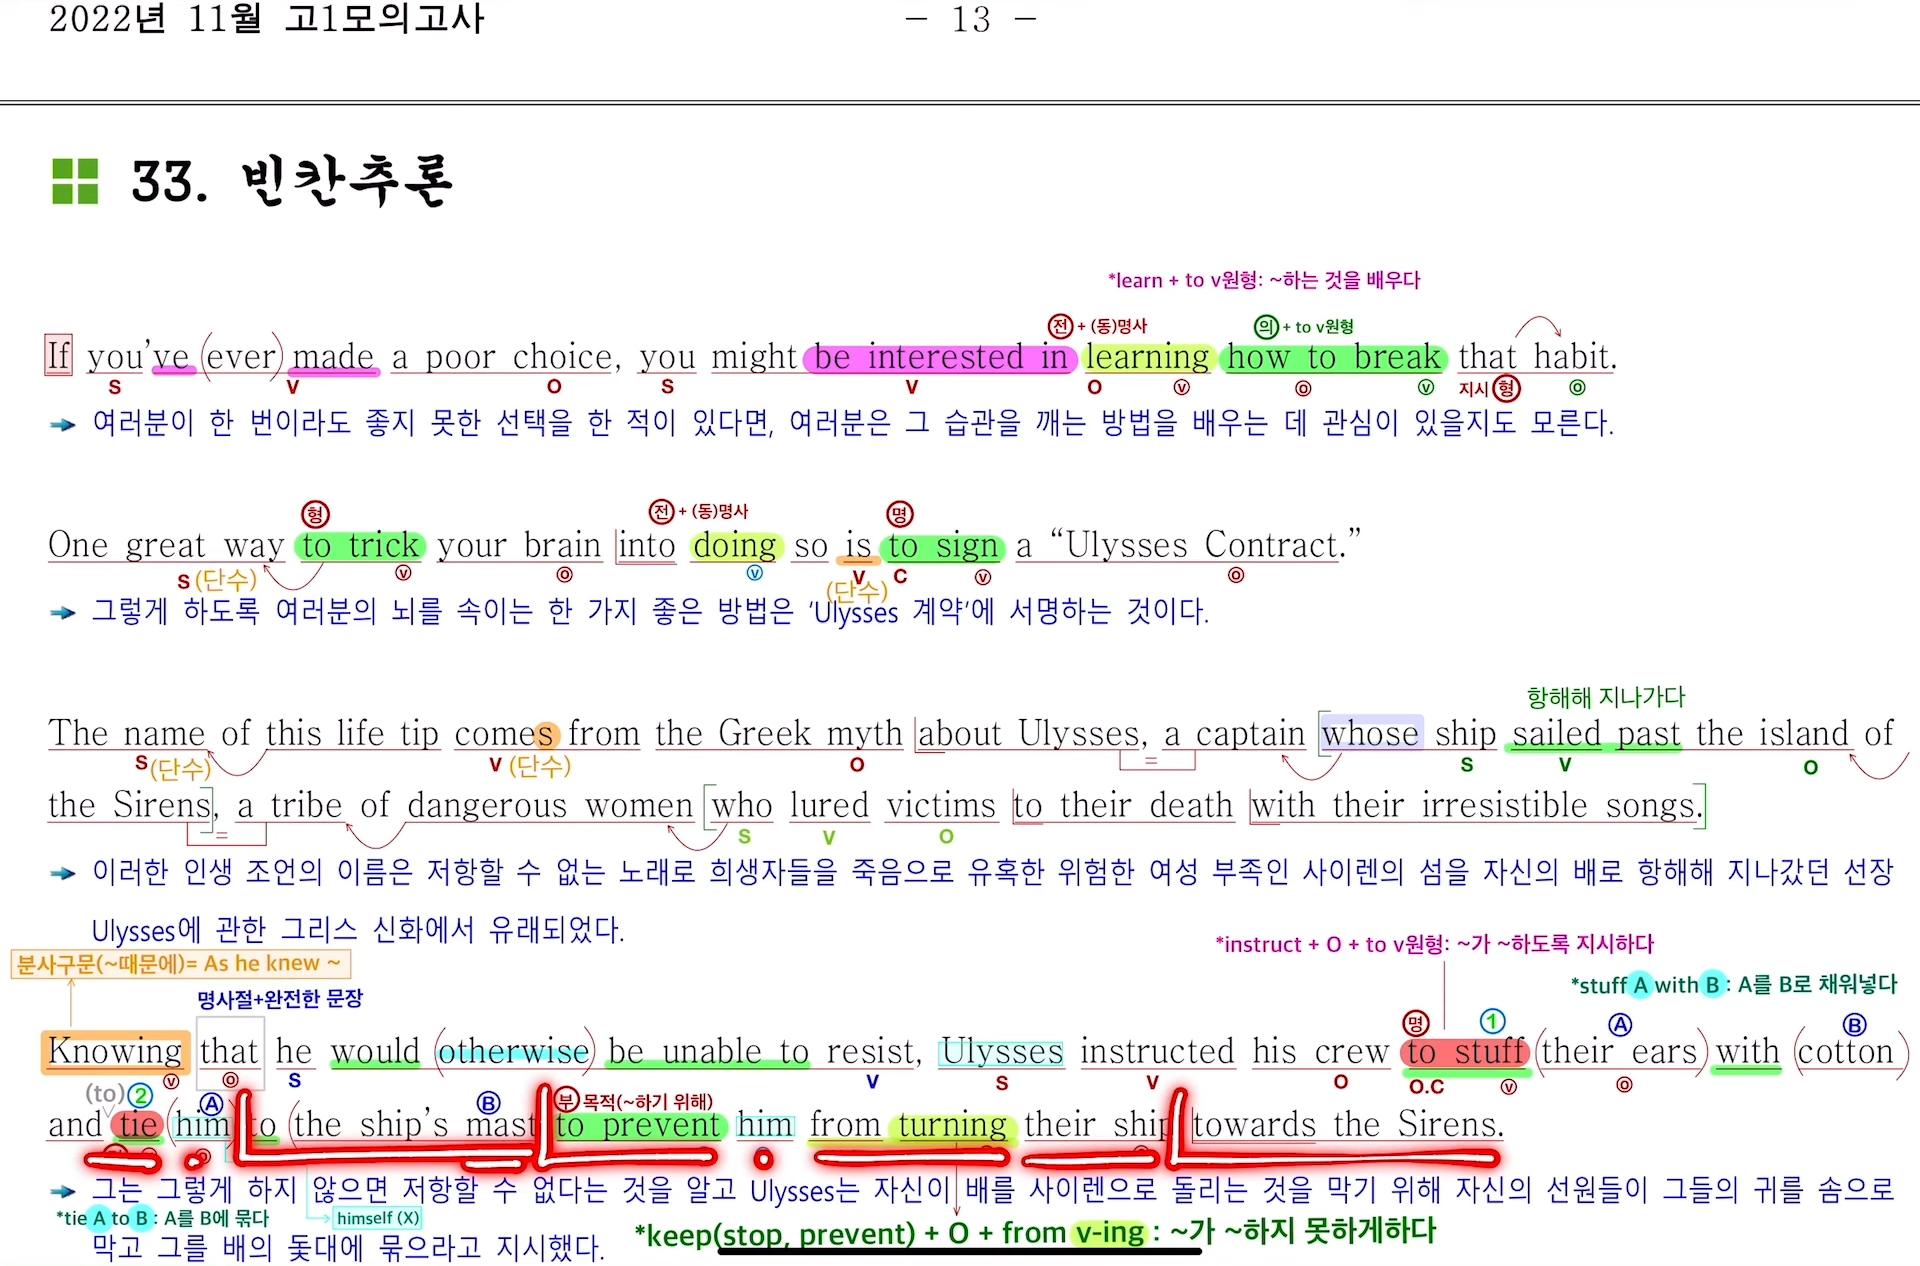 2022년 11월 고1모의고사
- 13 -
33. 빈칸추론
*learn + to v원형: ~하는 것을 배우다
전 + (동)명사 의 + to v원형
If you've (ever) made a poor choice, you might be interested in learning how to break that habit.
S V O S V O ⓥ ⓞ ⓥ 지시 형 ⓞ
여러분이 한 번이라도 좋지 못한 선택을 한 적이 있다면, 여러분은 그 습관을 깨는 방법을 배우는 데 관심이 있을지도 모른다.
형 전 + (동)명사 명
One great way to trick your brain into doing so is to sign a “Ulysses Contract.”
S (단수) ⓥ ⓞ ⓥ V (단수) C ⓥ ⓞ
그렇게 하도록 여러분의 뇌를 속이는 한 가지 좋은 방법은 'Ulysses 계약'에 서명하는 것이다.
항해해 지나가다
The name of this life tip comes from the Greek myth about Ulysses, a captain [whose ship sailed past the island of
S (단수) V (단수) O = S V O
the Sirens], a tribe of dangerous women [who lured victims to their death with their irresistible songs.]
= S V O
이러한 인생 조언의 이름은 저항할 수 없는 노래로 희생자들을 죽음으로 유혹한 위험한 여성 부족인 사이렌의 섬을 자신의 배로 항해해 지나갔던 선장
Ulysses에 관한 그리스 신화에서 유래되었다.
*instruct + O + to v원형: ~가 ~하도록 지시하다
분사구문(~때문에)= As he knew ~
*stuff A with B : A를 B로 채워넣다
명사절+완전한 문장
명 ① Ⓐ Ⓑ
Knowing that he would (otherwise) be unable to resist, Ulysses instructed his crew to stuff (their ears) with (cotton)
ⓥ ⓞ S V S V O O.C ⓥ ⓞ
(to) ② Ⓐ Ⓑ 부 목적(~하기 위해)
and tie (him) to (the ship's mast to prevent him from turning their ship towards the Sirens.
그는 그렇게 하지 않으면 저항할 수 없다는 것을 알고 Ulysses는 자신이 배를 사이렌으로 돌리는 것을 막기 위해 자신의 선원들이 그들의 귀를 솜으로
*tie A to B : A를 B에 묶다 himself (X)
*keep(stop, prevent) + O + from v-ing : ~가 ~하지 못하게하다
막고 그를 배의 돛대에 묶으라고 지시했다.